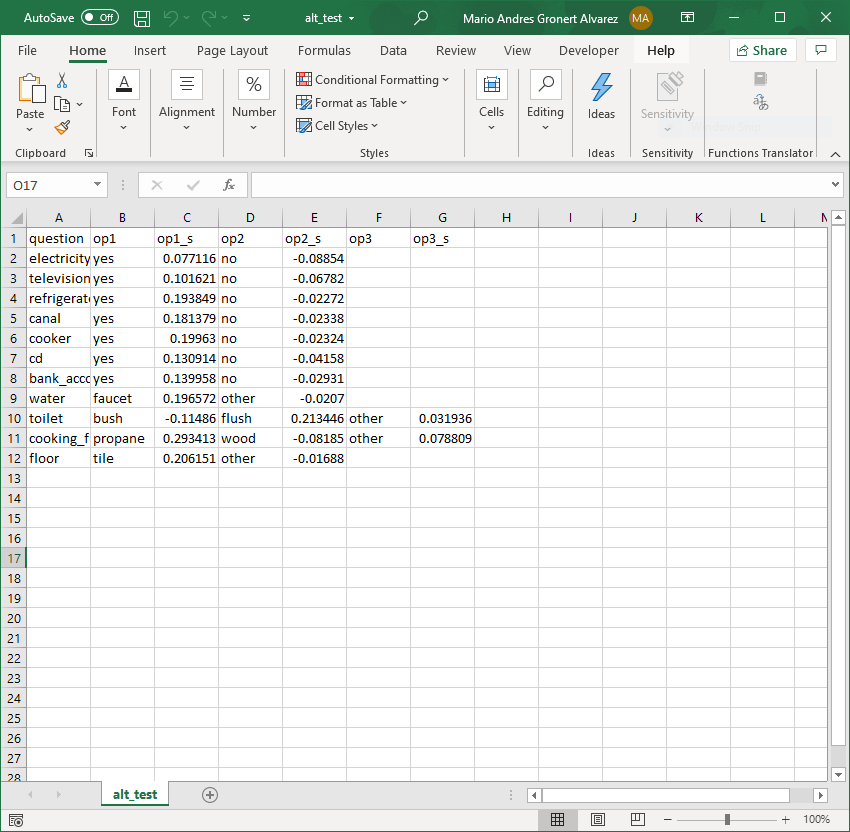 AutoSave Off alt_test Mario Andres Gronert Alvarez MA
File Home Insert Page Layout Formulas Data Review View Developer Help Share
Paste Font Alignment Number Conditional Formatting Format as Table Cell Styles Cells Editing Ideas Sensitivity
Clipboard Styles Ideas Sensitivity Functions Translator
O17 fx
A B C D E F G H I J K L M
1 question op1 op1_s op2 op2_s op3 op3_s
2 electricity yes 0.077116 no -0.08854
3 television yes 0.101621 no -0.06782
4 refrigerat yes 0.193849 no -0.02272
5 canal yes 0.181379 no -0.02338
6 cooker yes 0.19963 no -0.02324
7 cd yes 0.130914 no -0.04158
8 bank_acco yes 0.139958 no -0.02931
9 water faucet 0.196572 other -0.0207
10 toilet bush -0.11486 flush 0.213446 other 0.031936
11 cooking_f propane 0.293413 wood -0.08185 other 0.078809
12 floor tile 0.206151 other -0.01688
13
14
15
16
17
18
19
20
21
22
23
24
25
26
27
28
alt_test
100%